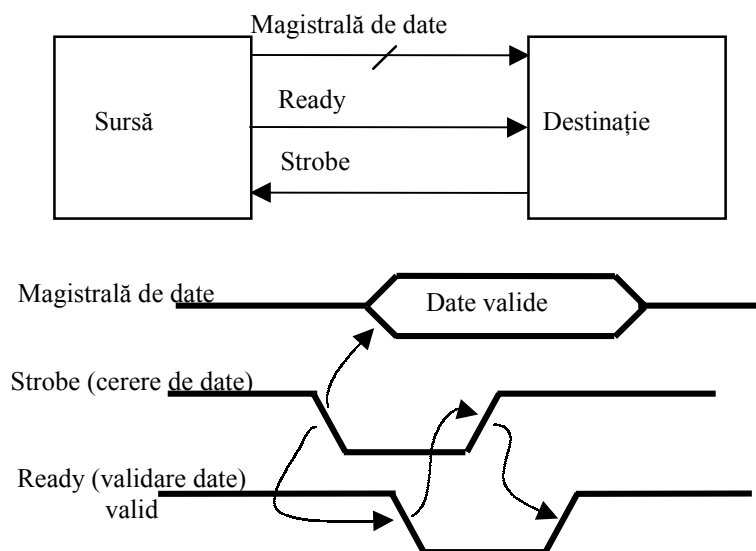 Magistrală de date
Ready
Sursă
Destinație
Strobe
Magistrală de date
Date valide
Strobe (cerere de date)
Ready (validare date)
valid